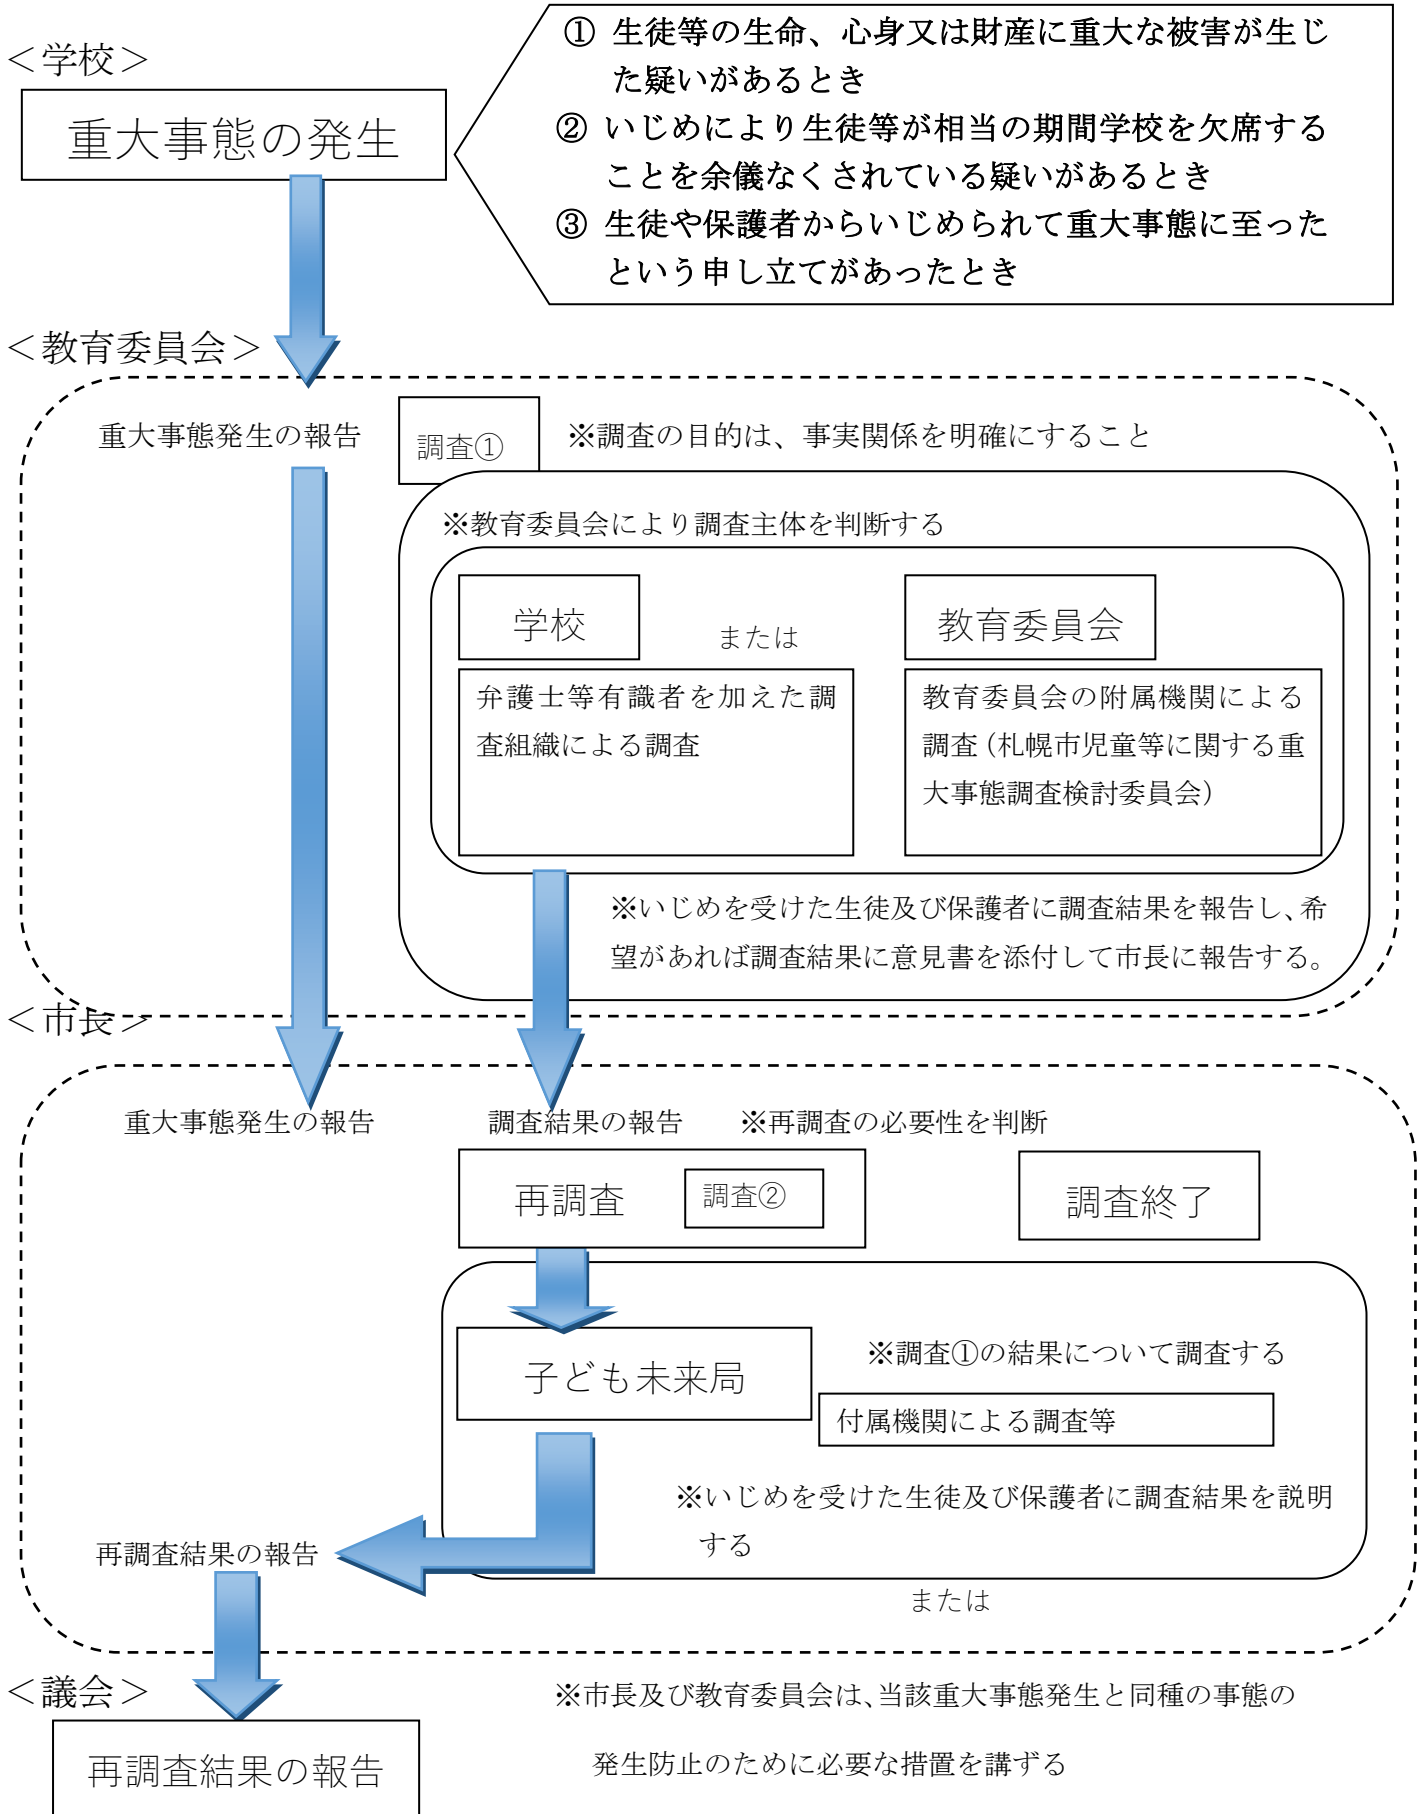 ＜学校＞
重大事態の発生
① 生徒等の生命、心身又は財産に重大な被害が生じ
た疑いがあるとき
② いじめにより生徒等が相当の期間学校を欠席する
ことを余儀なくされている疑いがあるとき
③ 生徒や保護者からいじめられて重大事態に至った
という申し立てがあったとき
＜教育委員会＞
重大事態発生の報告
調査①
※調査の目的は、事実関係を明確にすること
※教育委員会により調査主体を判断する
学校
または
教育委員会
弁護士等有識者を加えた調
査組織による調査
教育委員会の附属機関による
調査（札幌市児童等に関する重
大事態調査検討委員会）
※いじめを受けた生徒及び保護者に調査結果を報告し、希
望があれば調査結果に意見書を添付して市長に報告する。
＜市長＞
重大事態発生の報告
調査結果の報告
※再調査の必要性を判断
再調査
調査②
調査終了
子ども未来局
※調査①の結果について調査する
付属機関による調査等
※いじめを受けた生徒及び保護者に調査結果を説明
する
再調査結果の報告
または
＜議会＞
※市長及び教育委員会は、当該重大事態発生と同種の事態の
発生防止のために必要な措置を講ずる
再調査結果の報告